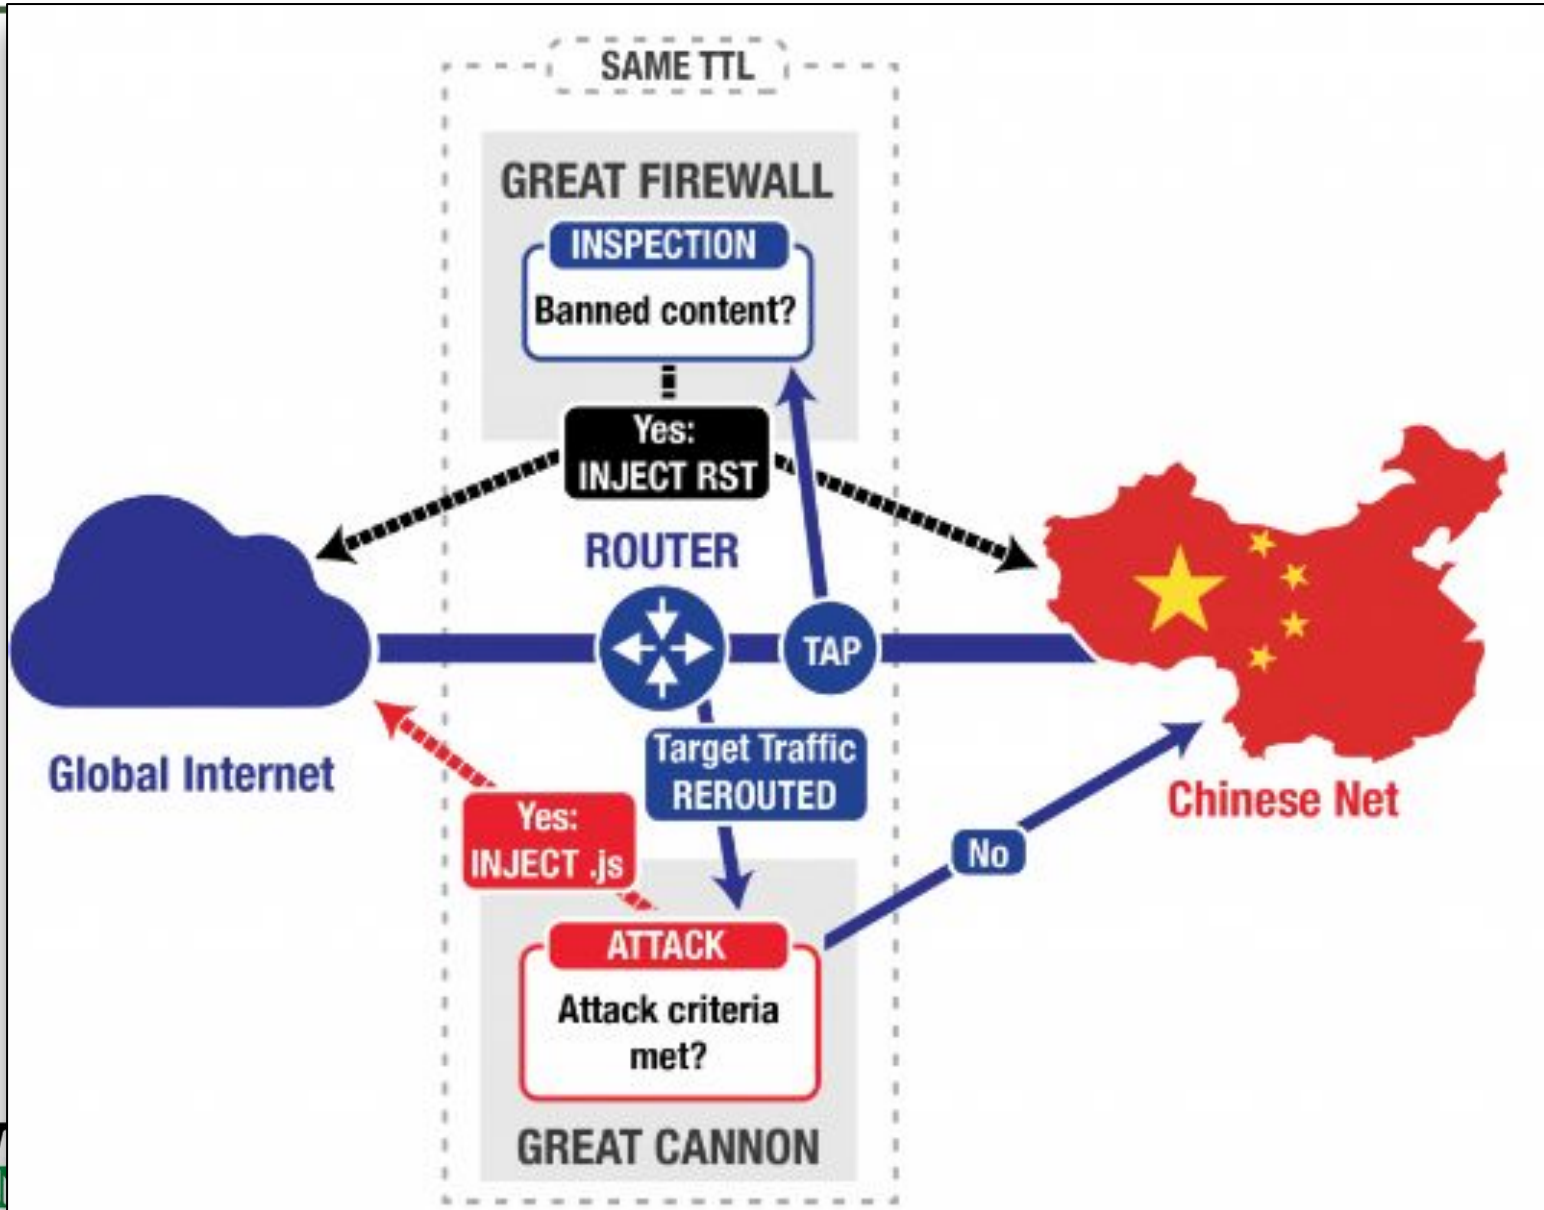 SAME TTL
GREAT FIREWALL
INSPECTION
Banned content?
Yes:
INJECT RST
ROUTER
TAP
Global Internet
Target Traffic
REROUTED
Chinese Net
Yes:
INJECT .js
No
ATTACK
Attack criteria
met?
GREAT CANNON